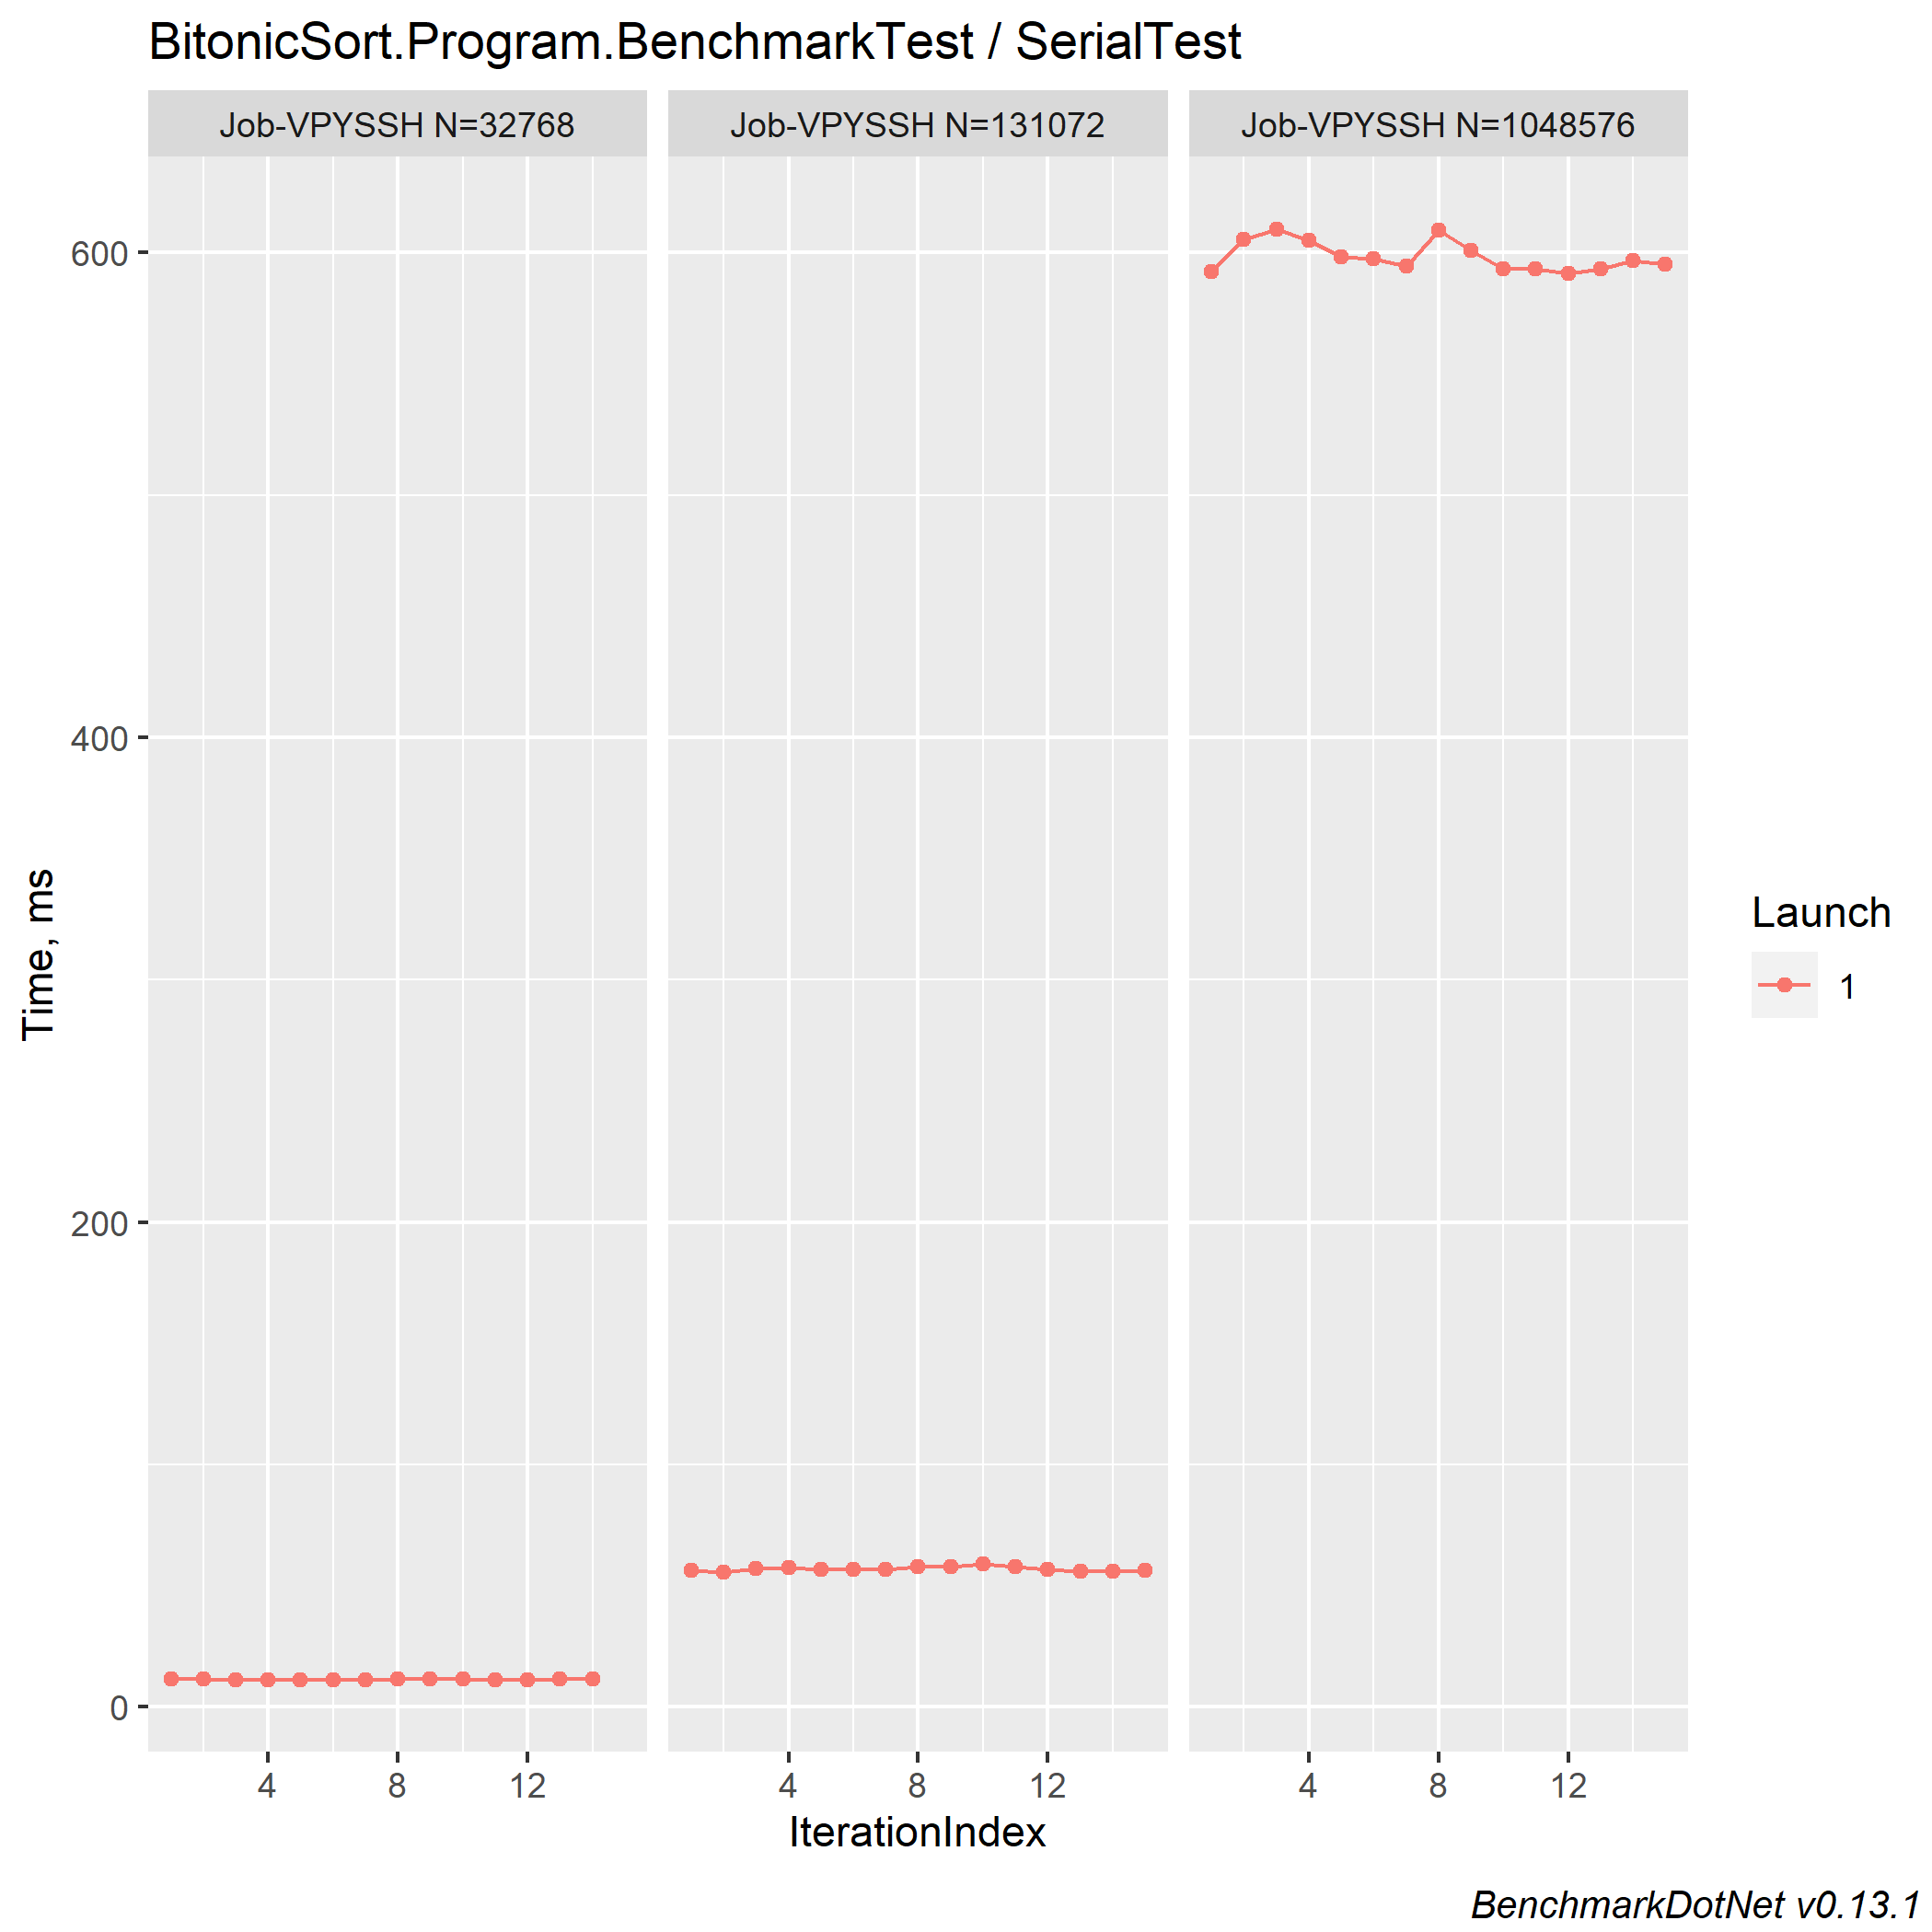 BitonicSort.Program.BenchmarkTest / SerialTest
Job-VPYSSH N=32768
Job-VPYSSH N=131072
Job-VPYSSH N=1048576
600
400
200
0
Time, ms
4
8
12
4
8
12
4
8
12
IterationIndex
Launch
1
BenchmarkDotNet v0.13.1